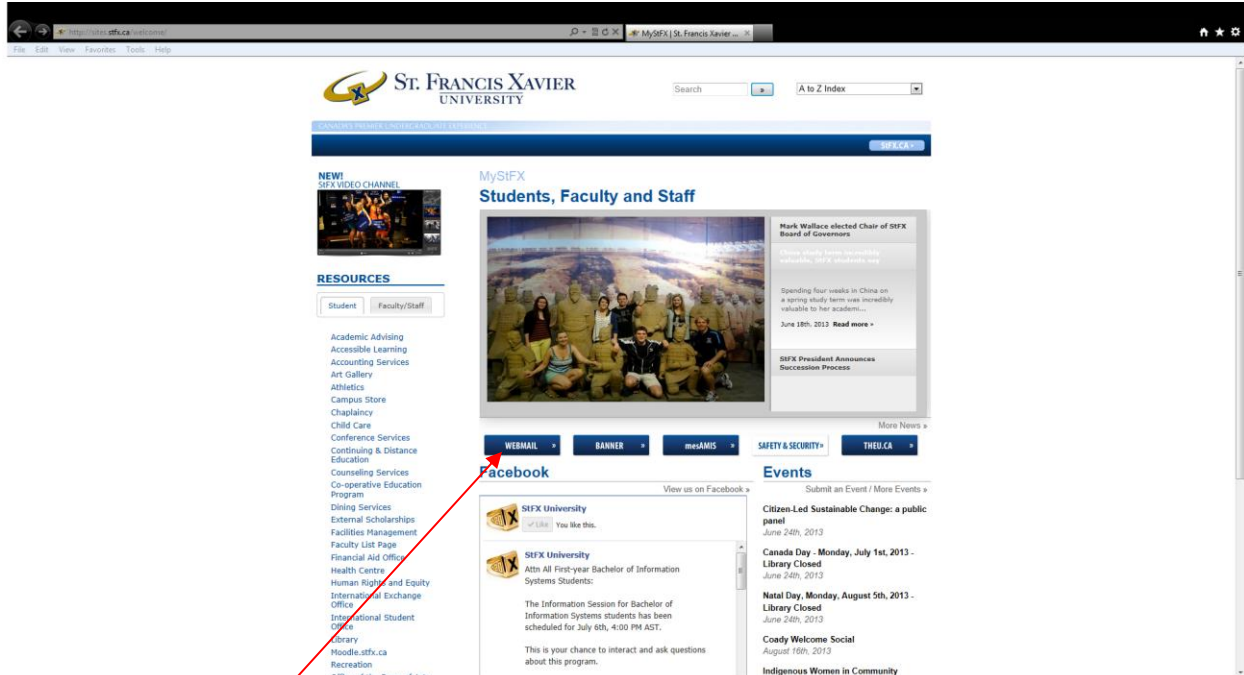 http://sites.stfx.ca/welcome/
MyStFX | St. Francis Xavier ...
File Edit View Favorites Tools Help
ST. FRANCIS XAVIER
UNIVERSITY
Search
»
A to Z Index
CANADA'S PREMIER UNDERGRADUATE EXPERIENCE
StFX.CA »
NEW!
StFX VIDEO CHANNEL
RESOURCES
Student Faculty/Staff
Academic Advising
Accessible Learning
Accounting Services
Art Gallery
Athletics
Campus Store
Chaplaincy
Child Care
Conference Services
Continuing & Distance
Education
Counseling Services
Co-operative Education
Program
Dining Services
External Scholarships
Facilities Management
Faculty List Page
Financial Aid Office
Health Centre
Human Rights and Equity
International Exchange
Office
International Student
Office
Library
Moodle.stfx.ca
Recreation
MyStFX
Students, Faculty and Staff
Mark Wallace elected Chair of StFX
Board of Governors
China study term incredibly
valuable, StFX students say
Spending four weeks in China on
a spring study term was incredibly
valuable to her academi...
June 18th, 2013 Read more »
StFX President Announces
Succession Process
More News »
WEBMAIL »
BANNER »
mesAMIS »
SAFETY & SECURITY»
THEU.CA »
Facebook
View us on Facebook »
StFX University
Like You like this.
StFX University
Attn All First-year Bachelor of Information
Systems Students:
The Information Session for Bachelor of
Information Systems students has been
scheduled for July 6th, 4:00 PM AST.
This is your chance to interact and ask questions
about this program.
Events
Submit an Event / More Events »
Citizen-Led Sustainable Change: a public
panel
June 24th, 2013
Canada Day - Monday, July 1st, 2013 -
Library Closed
June 24th, 2013
Natal Day, Monday, August 5th, 2013 -
Library Closed
June 24th, 2013
Coady Welcome Social
August 16th, 2013
Indigenous Women in Community